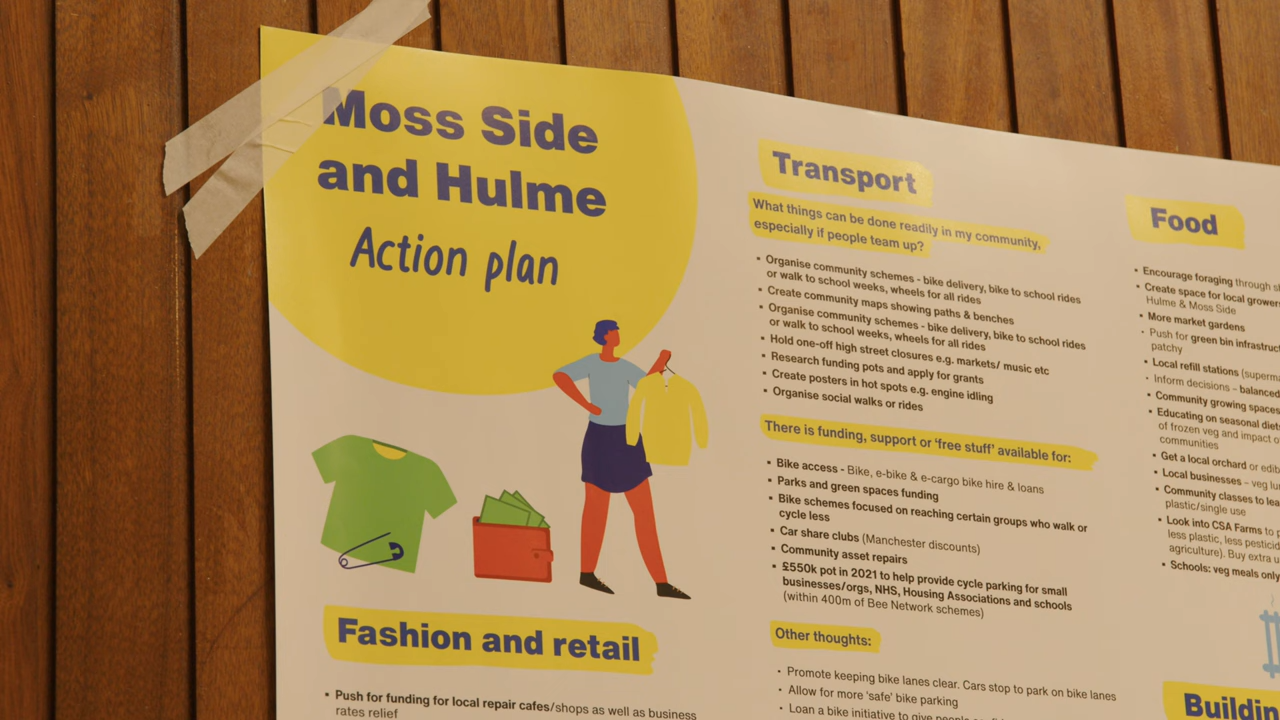 Moss Side
and Hulme
Action plan
Fashion and retail
Push for funding for local repair cafes/shops as well as business
rates relief
Transport
What things can be done readily in my community,
especially if people team up?
Organise community schemes - bike delivery, bike to school rides
or walk to school weeks, wheels for all rides
Create community maps showing paths & benches
Organise community schemes - bike delivery, bike to school rides
or walk to school weeks, wheels for all rides
Hold one-off high street closures e.g. markets/ music etc
Research funding pots and apply for grants
Create posters in hot spots e.g. engine idling
Organise social walks or rides
There is funding, support or ‘free stuff’ available for:
Bike access - Bike, e-bike & e-cargo bike hire & loans
Parks and green spaces funding
Bike schemes focused on reaching certain groups who walk or
cycle less
Car share clubs (Manchester discounts)
Community asset repairs
£550k pot in 2021 to help provide cycle parking for small
businesses/orgs, NHS, Housing Associations and schools
(within 400m of Bee Network schemes)
Other thoughts:
Promote keeping bike lanes clear. Cars stop to park on bike lanes
Allow for more ‘safe’ bike parking
Loan a bike initiative to give people
Food
Encourage foraging through
Create space for local
Hulme & Moss Side
More market gardens
Push for green bin
patchy
Local refill stations
Inform decisions –
Community growing spaces
Educating on seasonal
of frozen veg and impact
communities
Get a local orchard or
Local businesses – veg
Community classes to
plastic/single use
Look into CSA Farms to
less plastic, less
agriculture). Buy extra
Schools: veg meals only